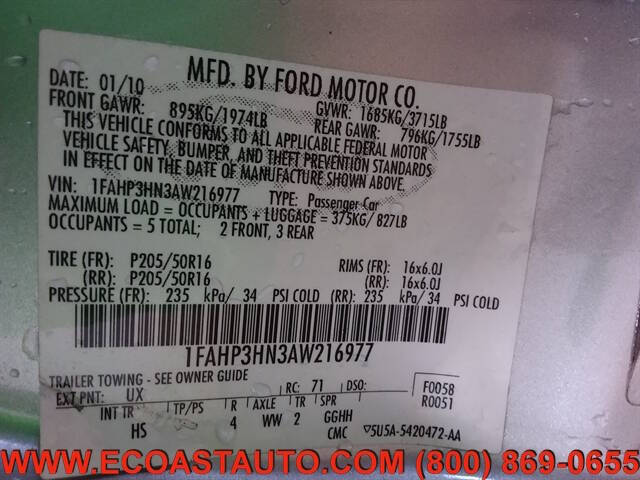 MFD. BY FORD MOTOR CO.
DATE: 01/10 GVWR: 1685KG/3715LB
FRONT GAWR: 895KG/1974LB REAR GAWR: 796KG/1755LB
THIS VEHICLE CONFORMS TO ALL APPLICABLE FEDERAL MOTOR
VEHICLE SAFETY, BUMPER, AND THEFT PREVENTION STANDARDS
IN EFFECT ON THE DATE OF MANUFACTURE SHOWN ABOVE.
VIN: 1FAHP3HN3AW216977 TYPE: Passenger Car
MAXIMUM LOAD = OCCUPANTS + LUGGAGE = 375KG/ 827LB
OCCUPANTS = 5 TOTAL; 2 FRONT, 3 REAR
TIRE (FR): P205/50R16 RIMS (FR): 16x6.0J
(RR): P205/50R16 (RR): 16x6.0J
PRESSURE (FR): 235 kPa/ 34 PSI COLD (RR): 235 kPa/ 34 PSI COLD
1FAHP3HN3AW216977
TRAILER TOWING - SEE OWNER GUIDE
EXT PNT: UX RC: 71 DSO: F0058
R0051
INT TR TP/PS R AXLE TR SPR
HS 4 WW 2 GGHH
CMC ▽5U5A-5420472-AA
WWW.ECOASTAUTO.COM (800) 869-0655